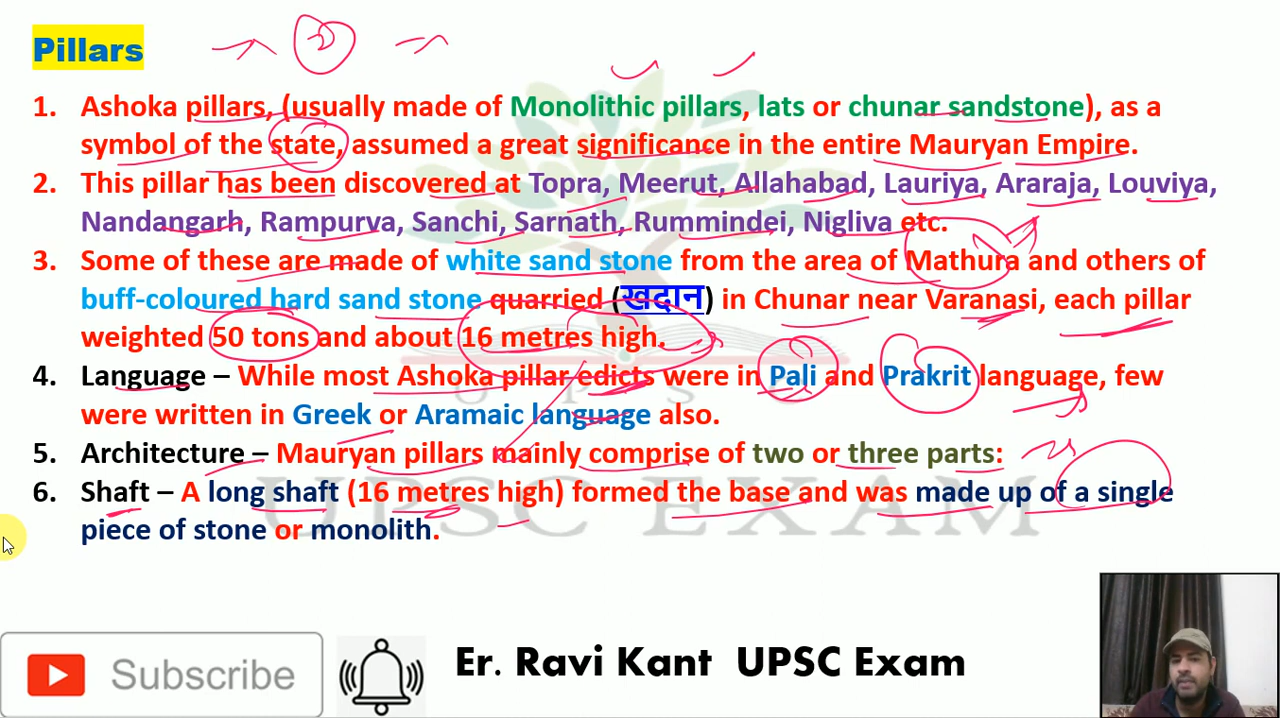 Pillars
1. Ashoka pillars, (usually made of Monolithic pillars, lats or chunar sandstone), as a
symbol of the state, assumed a great significance in the entire Mauryan Empire.
2. This pillar has been discovered at Topra, Meerut, Allahabad, Lauriya, Araraja, Louviya,
Nandangarh, Rampurva, Sanchi, Sarnath, Rummindei, Nigliva etc.
3. Some of these are made of white sand stone from the area of Mathura and others of
buff-coloured hard sand stone quarried (खदान) in Chunar near Varanasi, each pillar
weighted 50 tons and about 16 metres high.
4. Language – While most Ashoka pillar edicts were in Pali and Prakrit language, few
were written in Greek or Aramaic language also.
5. Architecture – Mauryan pillars mainly comprise of two or three parts:
6. Shaft – A long shaft (16 metres high) formed the base and was made up of a single
piece of stone or monolith.
UPSC
UPSC EXAM
Subscribe
Er. Ravi Kant UPSC Exam